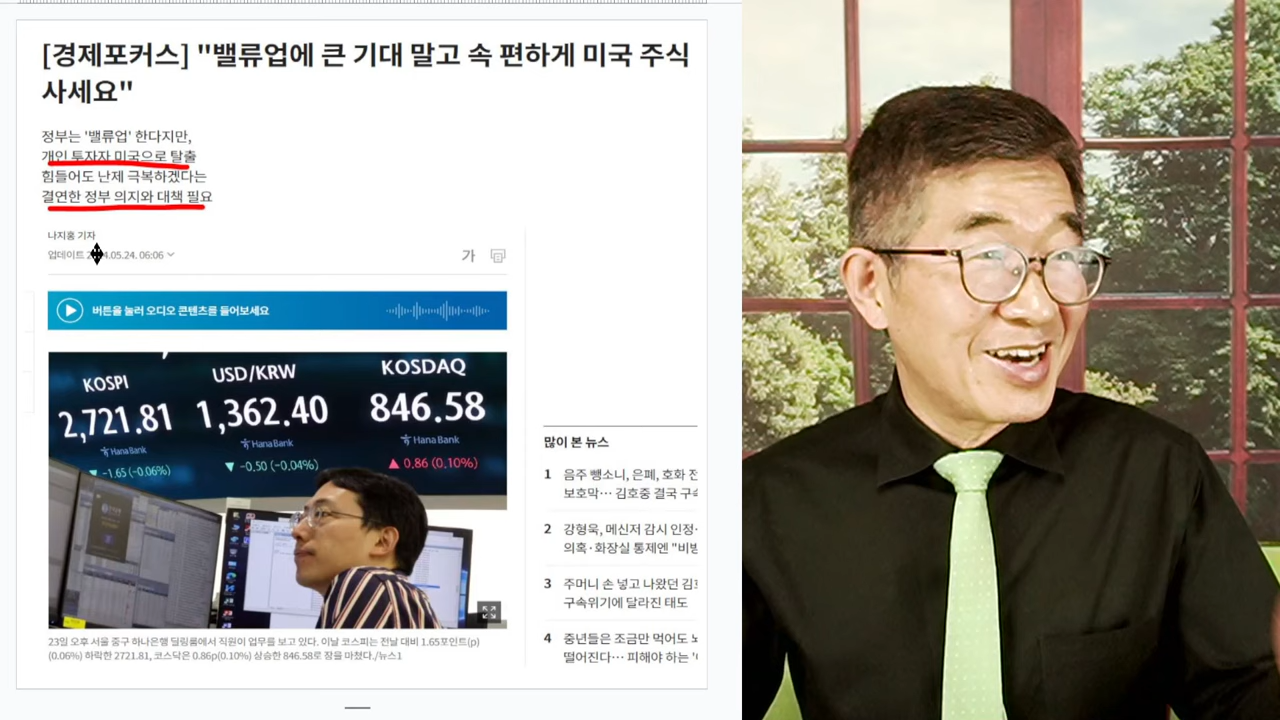 [경제포커스] "밸류업에 큰 기대 말고 속 편하게 미국 주식
사세요"
정부는 '밸류업' 한다지만,
개인 투자자 미국으로 탈출
힘들어도 난제 극복하겠다는
결연한 정부 의지와 대책 필요
나지홍 기자
업데이트 4.05.24. 06:06
가
버튼을 눌러 오디오 콘텐츠를 들어보세요
KOSPI
USD/KRW
KOSDAQ
2,721.81
1,362.40
846.58
Hana Bank
Hana Bank
Hana Bank
▼ -1.65 (-0.06%)
▼ -0.50 (-0.04%)
▲ 0.86 (0.10%)
23일 오후 서울 중구 하나은행 딜링룸에서 직원이 업무를 보고 있다. 이날 코스피는 전날 대비 1.65포인트(p)
(0.06%) 하락한 2721.81, 코스닥은 0.86p(0.10%) 상승한 846.58로 장을 마쳤다./뉴스1
많이 본 뉴스
1 음주 뺑소니, 은폐, 호화 전
보호막… 김호중 결국 구속
2 강형욱, 메신저 감시 인정·
의혹·화장실 통제엔 "비방
3 주머니 손 넣고 나왔던 김호
구속위기에 달라진 태도
4 중년들은 조금만 먹어도
떨어진다… 피해야 하는